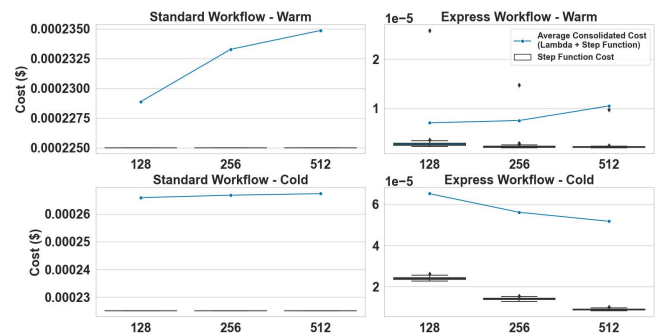 Standard Workflow - Warm
Cost ($)
0.0002350
0.0002325
0.0002300
0.0002275
0.0002250
128 256 512
Express Workflow - Warm
1e-5
Average Consolidated Cost
(Lambda + Step Function)
Step Function Cost
2
1
128 256 512
Standard Workflow - Cold
Cost ($)
0.00026
0.00025
0.00024
0.00023
128 256 512
Express Workflow - Cold
1e-5
6
4
2
128 256 512